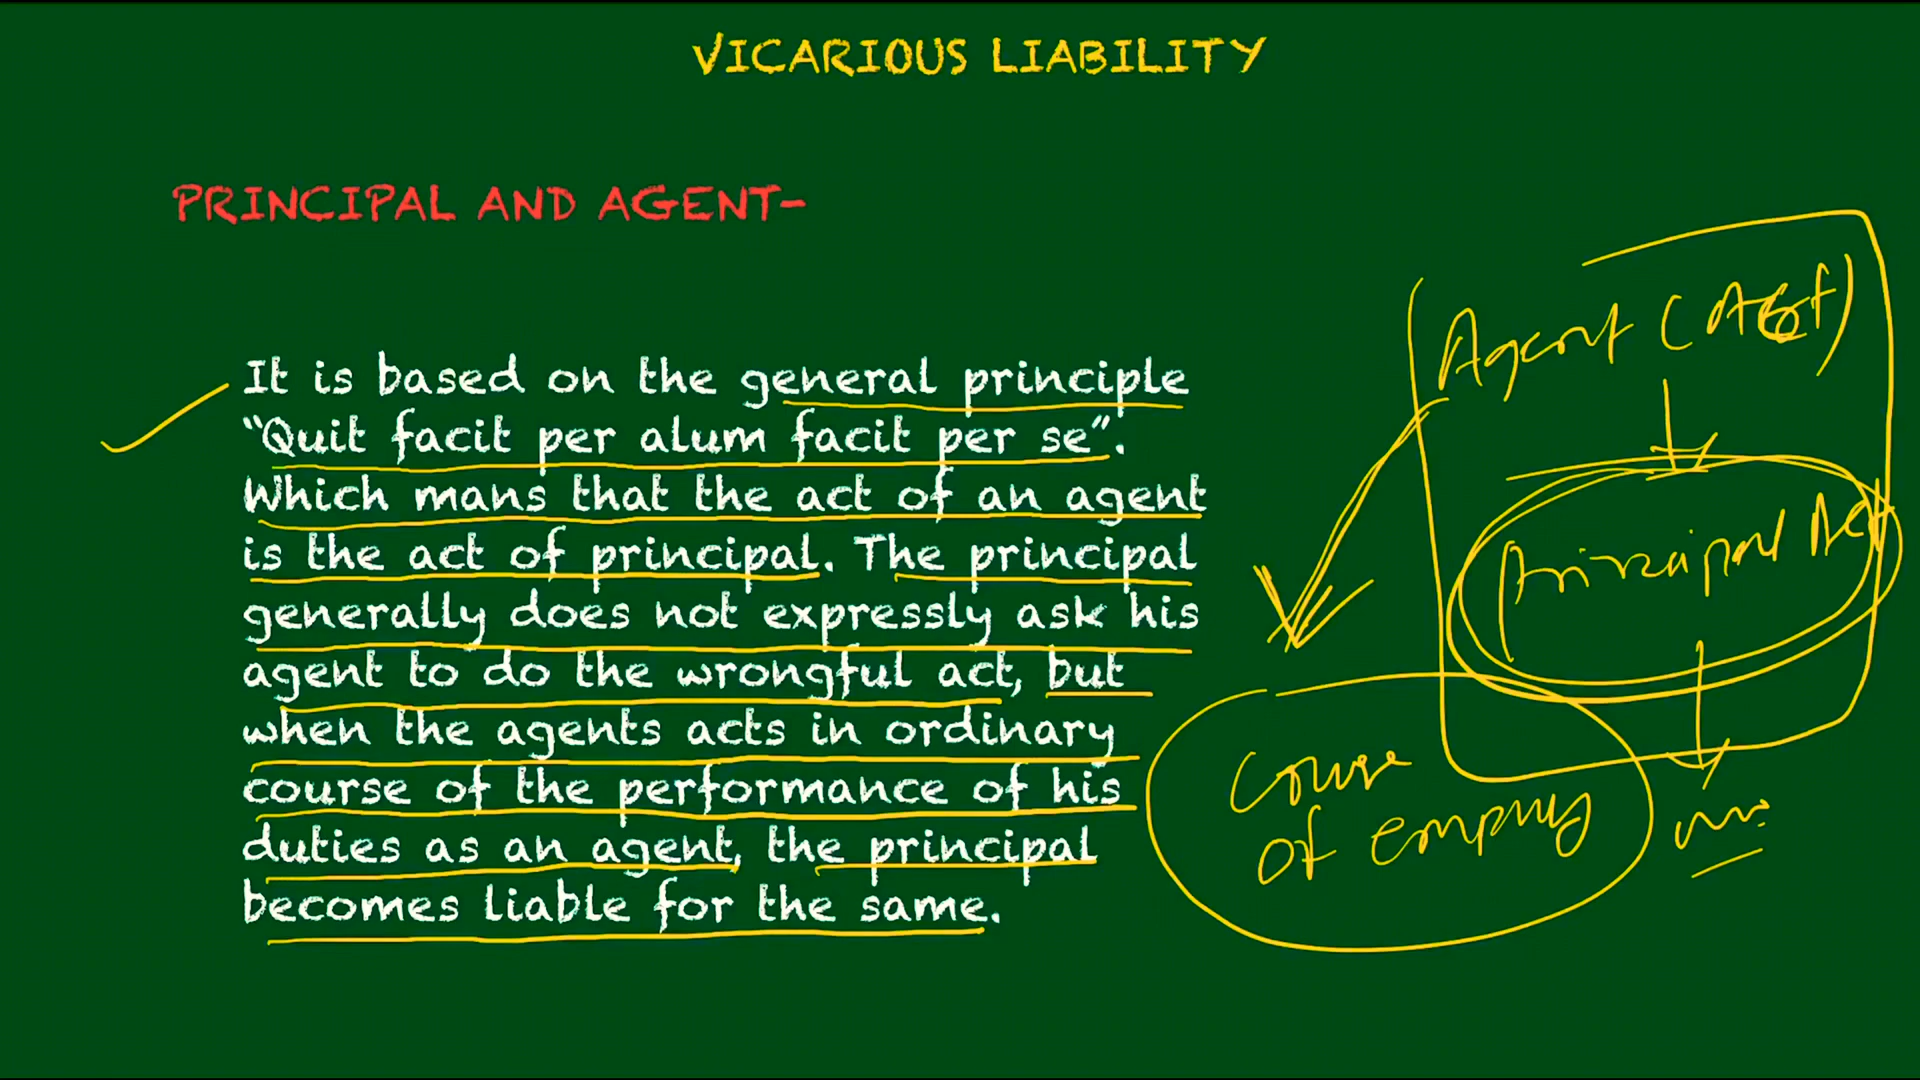 VICARIOUS LIABILITY
PRINCIPAL AND AGENT-
It is based on the general principle
“Quit facit per alum facit per se”.
Which mans that the act of an agent
is the act of principal. The principal
generally does not expressly ask his
agent to do the wrongful act, but
when the agents acts in ordinary
course of the performance of his
duties as an agent, the principal
becomes liable for the same.
Agent (
Principal Act
Course
of